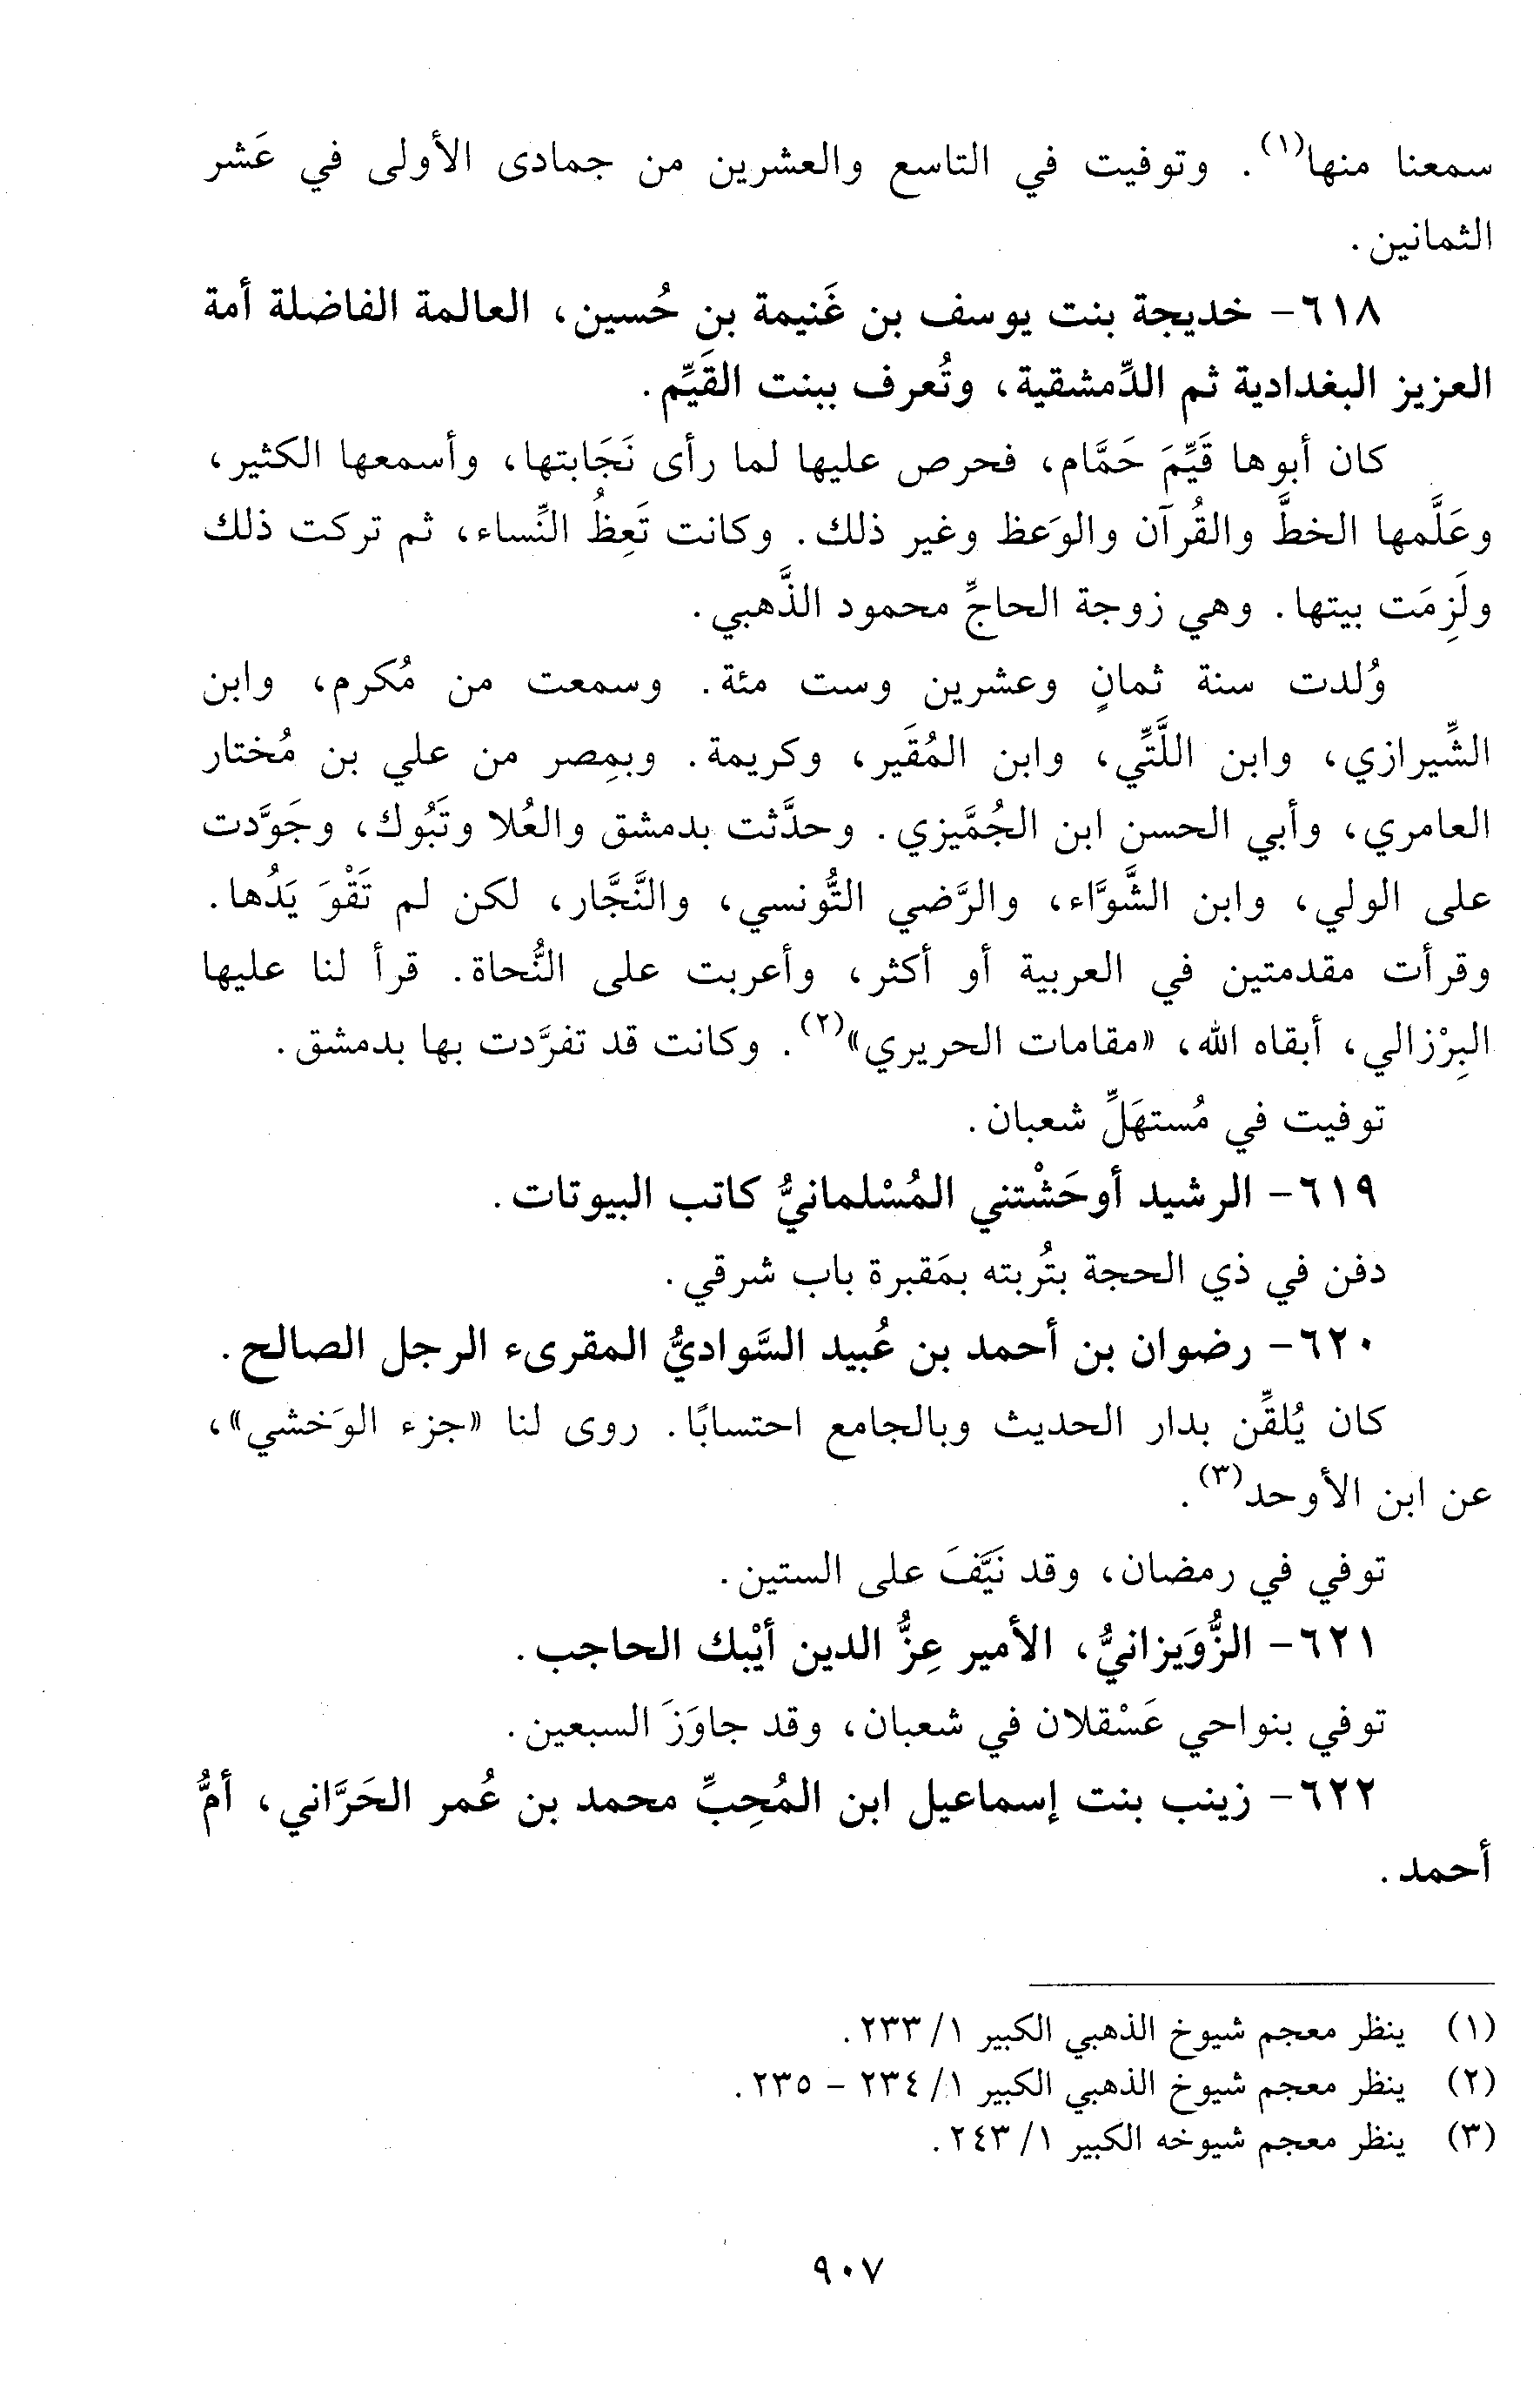 سمعنا منها(١). وتوفيت في التاسع والعشرين من جمادى الأولى في عَشر
الثمانين.
٦١٨- خديجة بنت يوسف بن غَنيمة بن حُسين، العالمة الفاضلة أمة
العزيز البغدادية ثم الدِّمشقية، وتُعرف ببنت القَيِّم.
كان أبوها قَيِّمَ حَمَّام، فحرص عليها لما رأى نَجَابتها، وأسمعها الكثير،
وعَلَّمها الخطَّ والقُرآن والوَعظ وغير ذلك. وكانت تَعِظُ النِّساء، ثم تركت ذلك
ولَزِمَت بيتها. وهي زوجة الحاجِّ محمود الذَّهبي.
وُلدت سنة ثمانٍ وعشرين وست مئة. وسمعت من مُكرم، وابن
الشِّيرازي، وابن اللَّتِّي، وابن المُقَير، وكريمة. وبمِصر من علي بن مُختار
العامري، وأبي الحسن ابن الجُمَّيزي. وحدَّثت بدمشق والعُلا وتَبُوك، وجَوَّدت
على الولي، وابن الشَّوَّاء، والرَّضي التُّونسي، والنَّجَّار، لكن لم تَقْوَ يَدُها.
وقرأت مقدمتين في العربية أو أكثر، وأعربت على النُّحاة. قرأ لنا عليها
البِرْزالي، أبقاه الله، «مقامات الحريري»(٢). وكانت قد تفرَّدت بها بدمشق.
توفيت في مُستهَلِّ شعبان.
٦١٩- الرشيد أوحَشْتني المُسْلمانيُّ كاتب البيوتات.
دفن في ذي الحجة بتُربته بمَقبرة باب شرقي.
٦٢٠- رضوان بن أحمد بن عُبيد السَّواديُّ المقرىء الرجل الصالح.
كان يُلقِّن بدار الحديث وبالجامع احتسابًا. روى لنا «جزء الوَخشي»،
عن ابن الأوحد(٣).
توفي في رمضان، وقد نَيَّفَ على الستين.
٦٢١- الزُّوَيزانيُّ، الأمير عِزُّ الدين أيْبك الحاجب.
توفي بنواحي عَسْقلان في شعبان، وقد جاوَزَ السبعين.
٦٢٢- زينب بنت إسماعيل ابن المُحِبِّ محمد بن عُمر الحَرَّاني، أمُّ
أحمد.
(١) ينظر معجم شيوخ الذهبي الكبير ١/ ٢٣٣.
(٢) ينظر معجم شيوخ الذهبي الكبير ١/ ٢٣٤ - ٢٣٥.
(٣) ينظر معجم شيوخه الكبير ١/ ٢٤٣.
٩٠٧